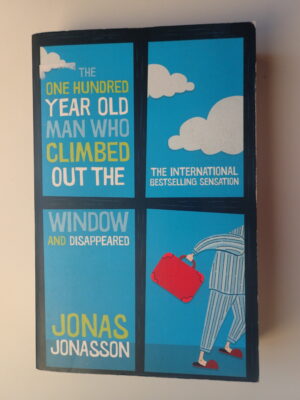 THE
ONE HUNDRED
YEAR OLD
MAN WHO
CLIMBED
OUT THE
WINDOW
AND DISAPPEARED
THE INTERNATIONAL
BESTSELLING SENSATION
JONAS
JONASSON